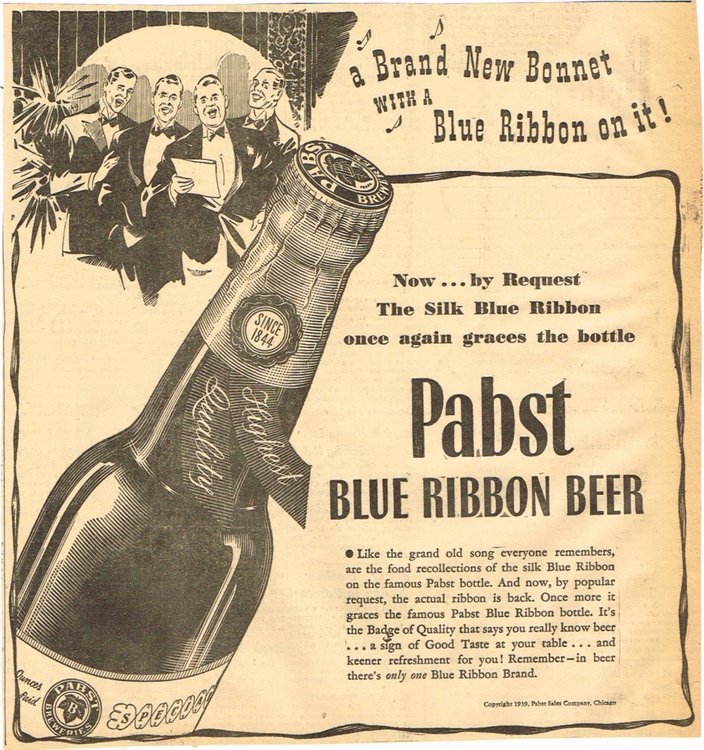 a Brand New Bonnet
WITH A
Blue Ribbon on it!
PABST
BREWERIES
SINCE
1844
Highest
Quality
Now...by Request
The Silk Blue Ribbon
once again graces the bottle
Pabst
BLUE RIBBON BEER
● Like the grand old song everyone remembers,
are the fond recollections of the silk Blue Ribbon
on the famous Pabst bottle. And now, by popular
request, the actual ribbon is back. Once more it
graces the famous Pabst Blue Ribbon bottle. It's
the Badge of Quality that says you really know beer
...a sign of Good Taste at your table...and
keener refreshment for you! Remember—in beer
there's only one Blue Ribbon Brand.
Copyright 1939, Pabst Sales Company, Chicago
Ounces
Paid
PABST
B
BREWERIES